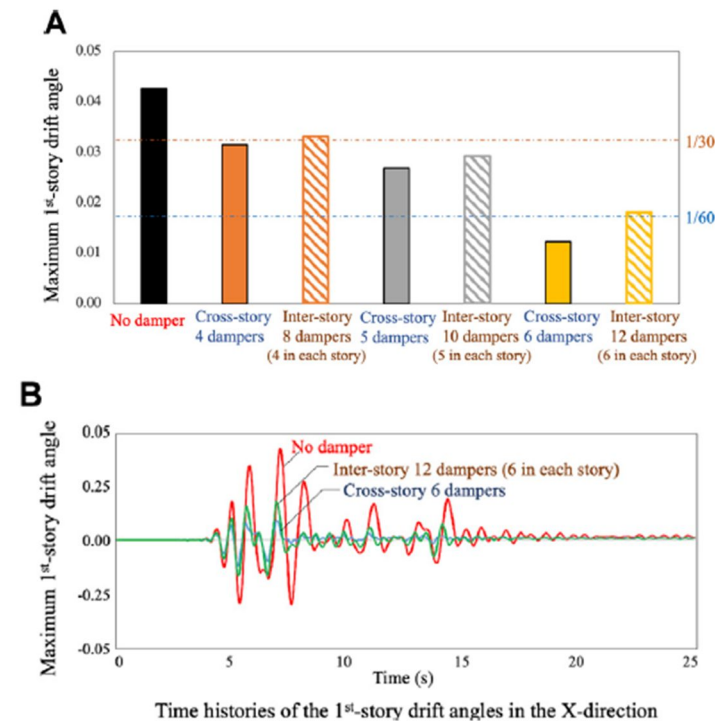 A
Maximum 1st-story drift angle
0.05
0.04
0.03
0.02
0.01
0.00
1/30
1/60
No damper
Cross-story
4 dampers
Inter-story
8 dampers
(4 in each story)
Cross-story
5 dampers
Inter-story
10 dampers
(5 in each story)
Cross-story
6 dampers
Inter-story
12 dampers
(6 in each story)
B
Maximum 1st-story drift angle
0.05
0.25
0.00
-0.25
-0.05
No damper
Inter-story 12 dampers (6 in each story)
Cross-story 6 dampers
0 5 10 15 20 25
Time (s)
Time histories of the 1st-story drift angles in the X-direction